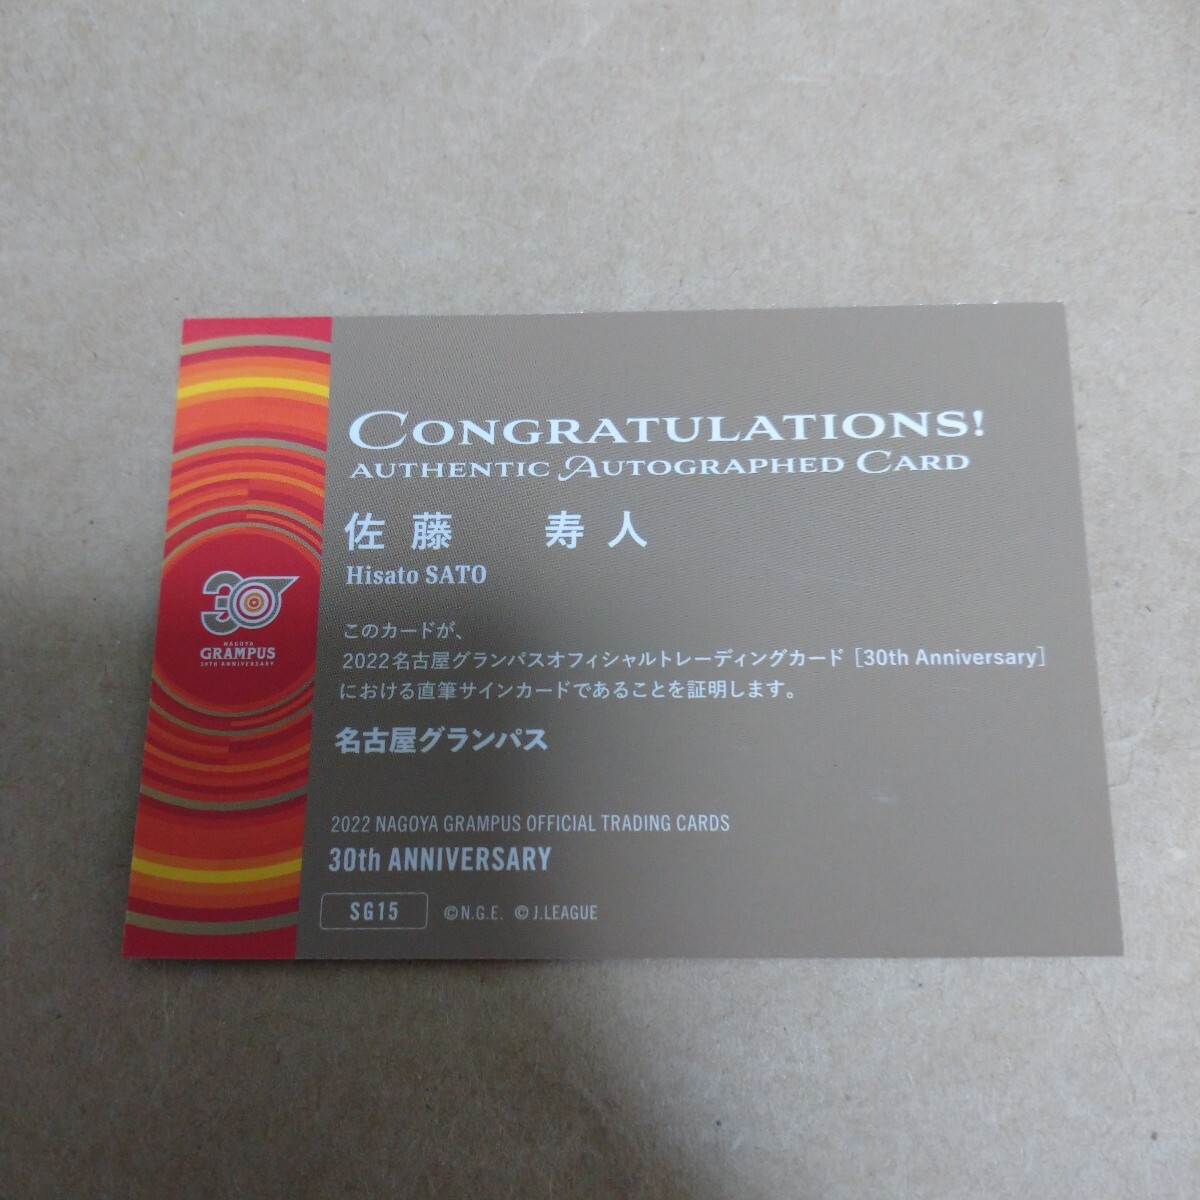 CONGRATULATIONS!
AUTHENTIC AUTOGRAPHED CARD
佐藤 寿人
Hisato SATO
このカードが、
2022名古屋グランパスオフィシャルトレーディングカード［30th Anniversary］
における直筆サインカードであることを証明します。
名古屋グランパス
2022 NAGOYA GRAMPUS OFFICIAL TRADING CARDS
30th ANNIVERSARY
SG15 ©N.G.E. ©J.LEAGUE
30
NAGOYA
GRAMPUS
30TH ANNIVERSARY